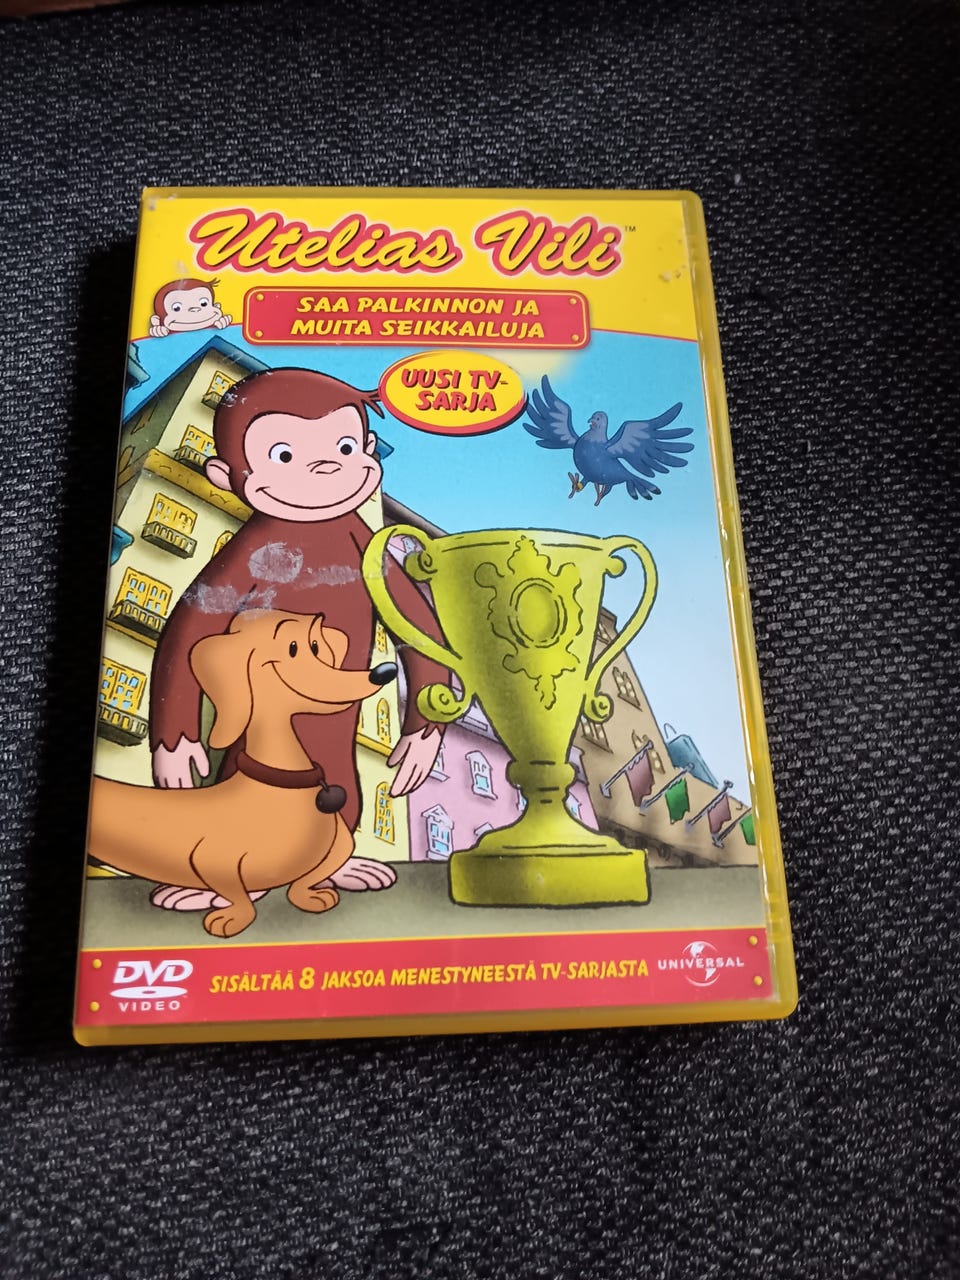 Utelias Vili™
SAA PALKINNON JA
MUITA SEIKKAILUJA
UUSI TV-
SARJA
DVD
VIDEO
SISÄLTÄÄ 8 JAKSOA MENESTYNEESTÄ TV-SARJASTA
UNIVERSAL